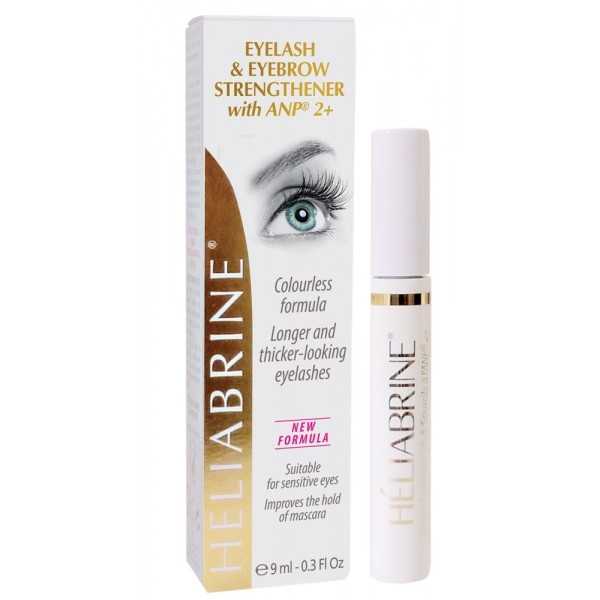 EYELASH
& EYEBROW
STRENGTHENER
with ANP® 2+
HELIABRINE®
Colourless
formula
Longer and
thicker-looking
eyelashes
NEW
FORMULA
Suitable
for sensitive eyes
Improves the hold
of mascara
℮ 9 ml - 0.3 Fl Oz
HÉLIABRINE®